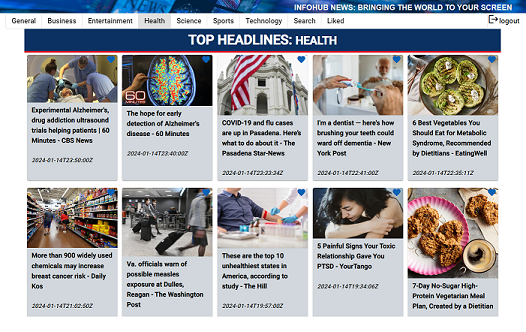 NEWS
INFOHUB NEWS: BRINGING THE WORLD TO YOUR SCREEN
General Business Entertainment Health Science Sports Technology Search Liked logout
TOP HEADLINES: HEALTH
Experimental Alzheimer's,
drug addiction ultrasound
trials helping patients | 60
Minutes - CBS News
2024-01-14T23:50:00Z
60
MINUTES
The hope for early
detection of Alzheimer's
disease - 60 Minutes
2024-01-14T23:40:00Z
COVID-19 and flu cases
are up in Pasadena. Here's
what to do about it - The
Pasadena Star-News
2024-01-14T23:33:34Z
I'm a dentist — here's how
brushing your teeth could
ward off dementia - New
York Post
2024-01-14T22:41:00Z
6 Best Vegetables You
Should Eat for Metabolic
Syndrome, Recommended
by Dietitians - EatingWell
2024-01-14T22:35:11Z
More than 900 widely used
chemicals may increase
breast cancer risk - Daily
Kos
2024-01-14T21:02:50Z
Va. officials warn of
possible measles
exposure at Dulles,
Reagan - The Washington
Post
These are the top 10
unhealthiest states in
America, according to
study - The Hill
2024-01-14T19:57:00Z
5 Painful Signs Your Toxic
Relationship Gave You
PTSD - YourTango
2024-01-14T19:34:06Z
7-Day No-Sugar High-
Protein Vegetarian Meal
Plan, Created by a Dietitian